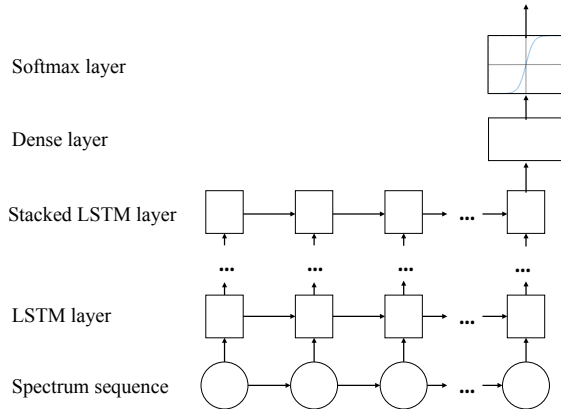 Softmax layer
Dense layer
Stacked LSTM layer
...
... ... ... ...
LSTM layer
...
Spectrum sequence
...